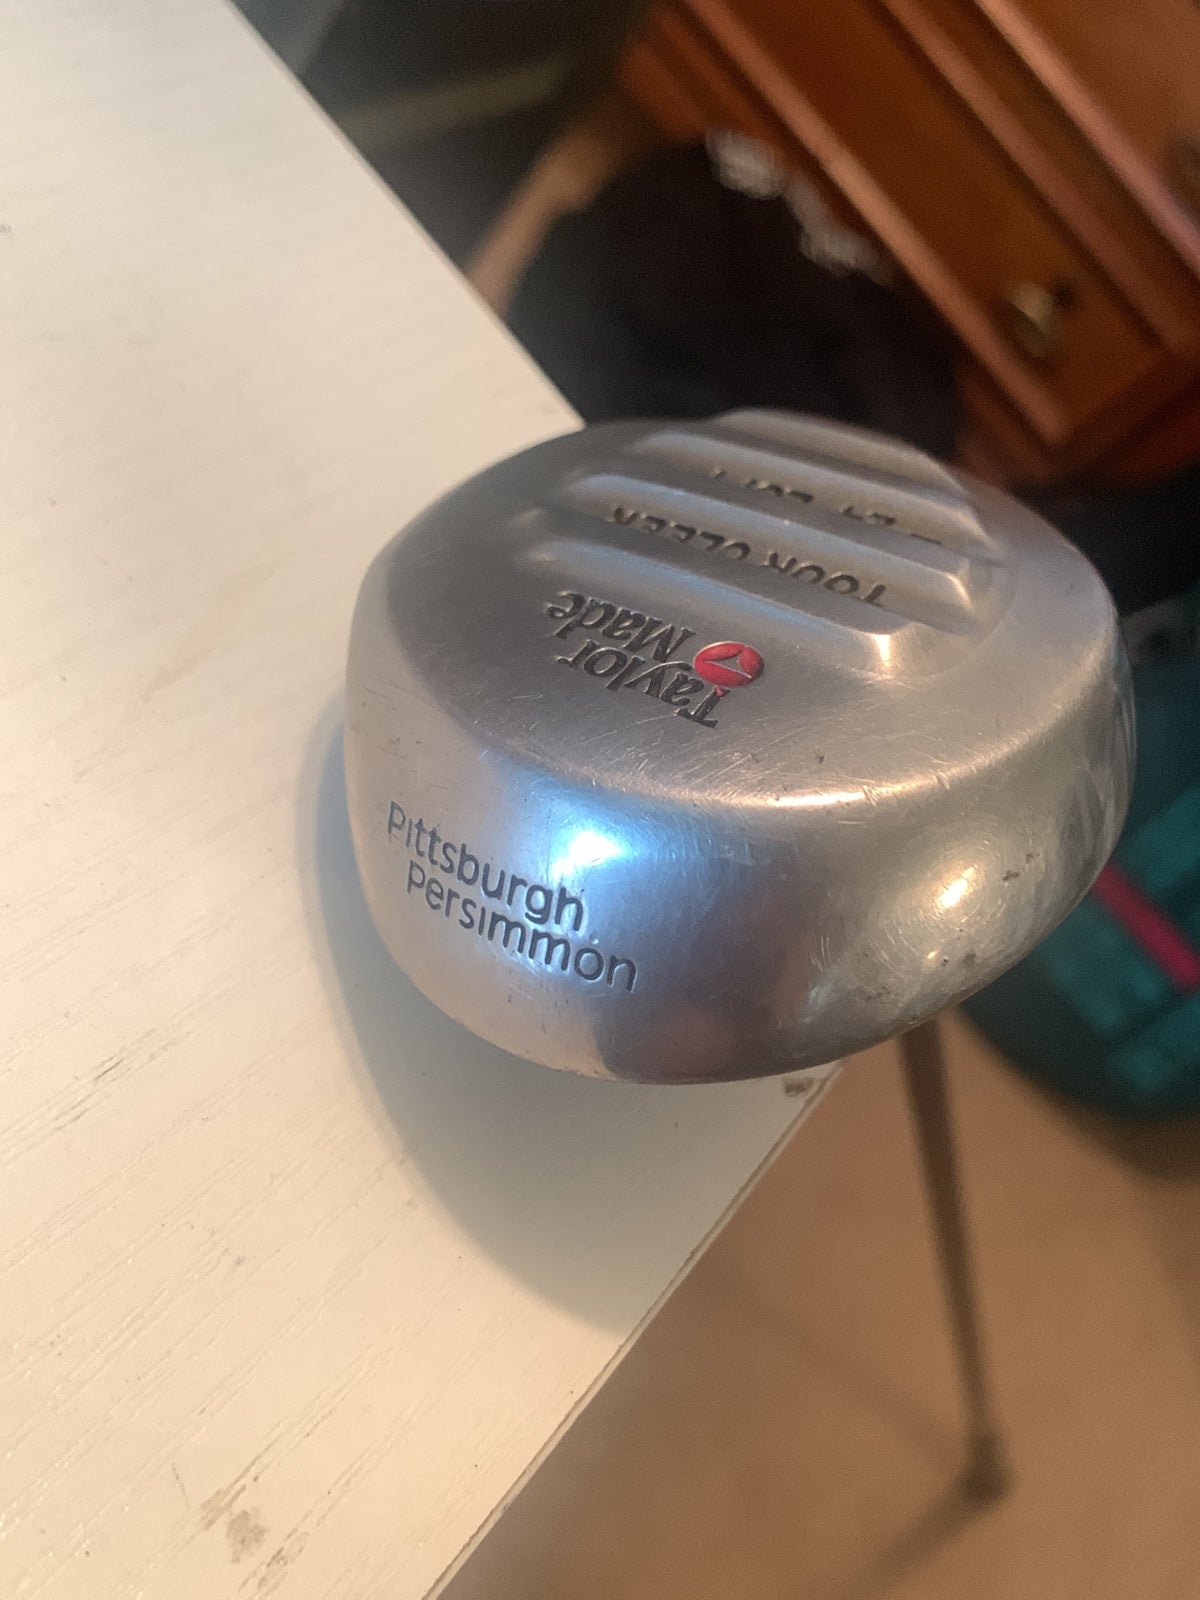 Taylor
Made
TOUR CLEEK
Pittsburgh
Persimmon